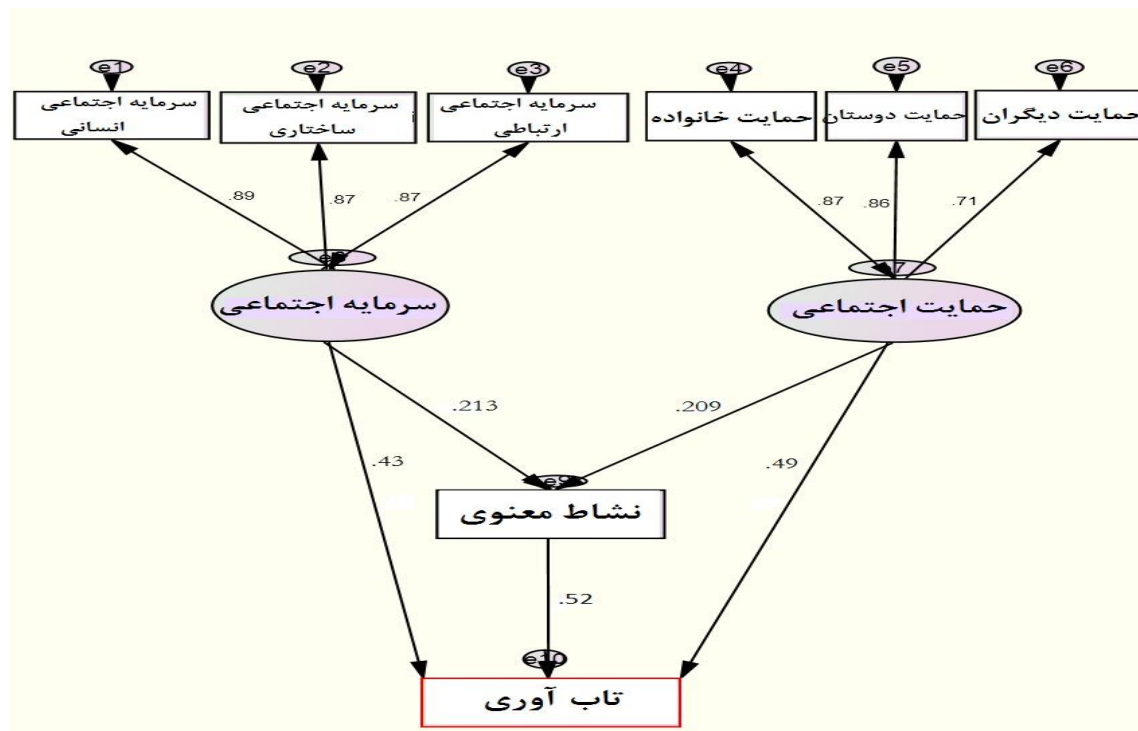 e1 e2 e3 e4 e5 e6
سرمایه اجتماعی
انسانی
سرمایه اجتماعی
ساختاری
سرمایه اجتماعی
ارتباطی
حمایت خانواده
حمایت دوستان
حمایت دیگران
.89 .87 .87 .87 .86 .71
سرمایه اجتماعی
e7
حمایت اجتماعی
.213 .209
.43 .49
e9
نشاط معنوی
.52
e10
تاب آوری